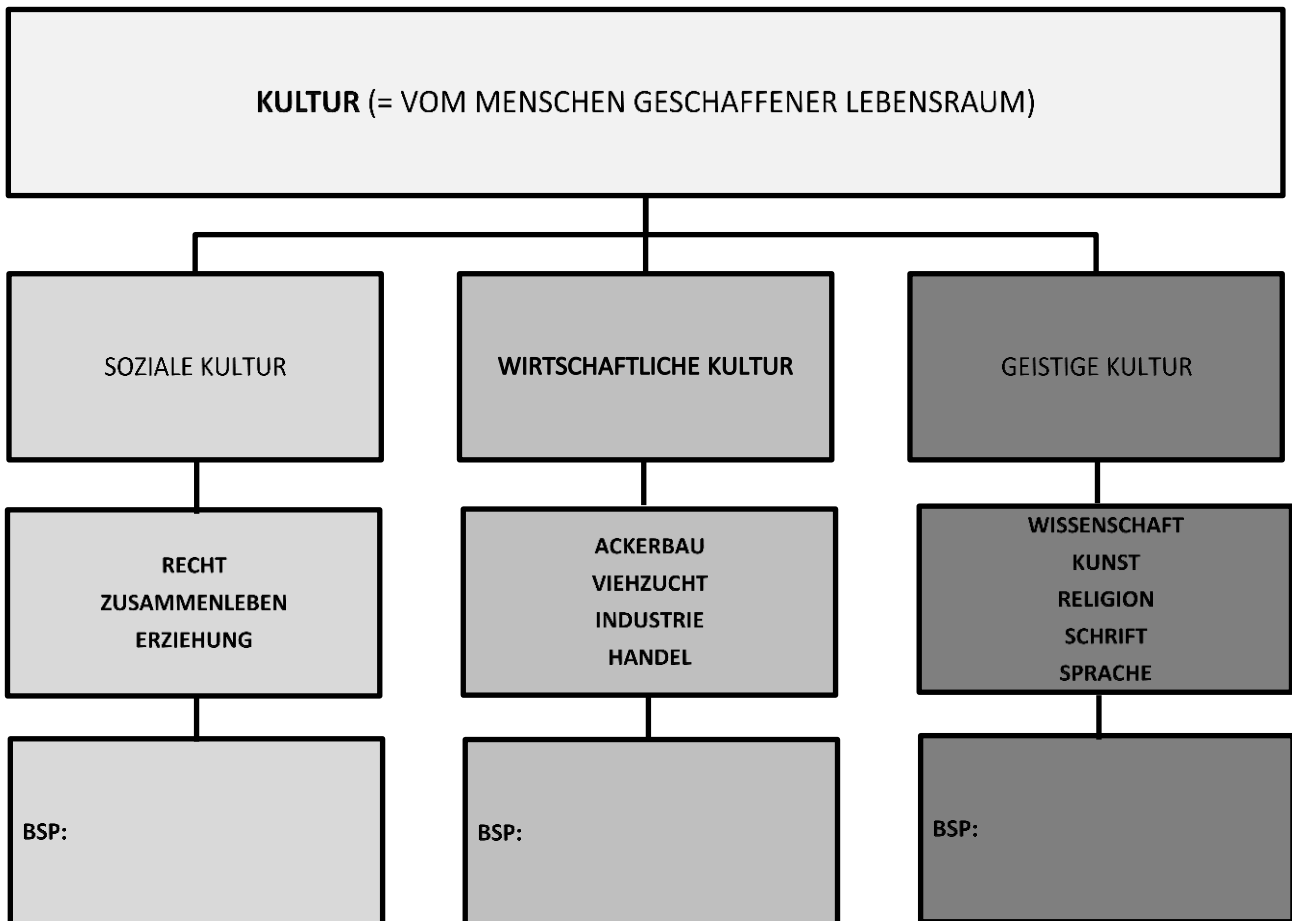 KULTUR (= VOM MENSCHEN GESCHAFFENER LEBENSRAUM)
SOZIALE KULTUR
WIRTSCHAFTLICHE KULTUR
GEISTIGE KULTUR
RECHT
ZUSAMMENLEBEN
ERZIEHUNG
ACKERBAU
VIEHZUCHT
INDUSTRIE
HANDEL
WISSENSCHAFT
KUNST
RELIGION
SCHRIFT
SPRACHE
BSP:
BSP:
BSP: